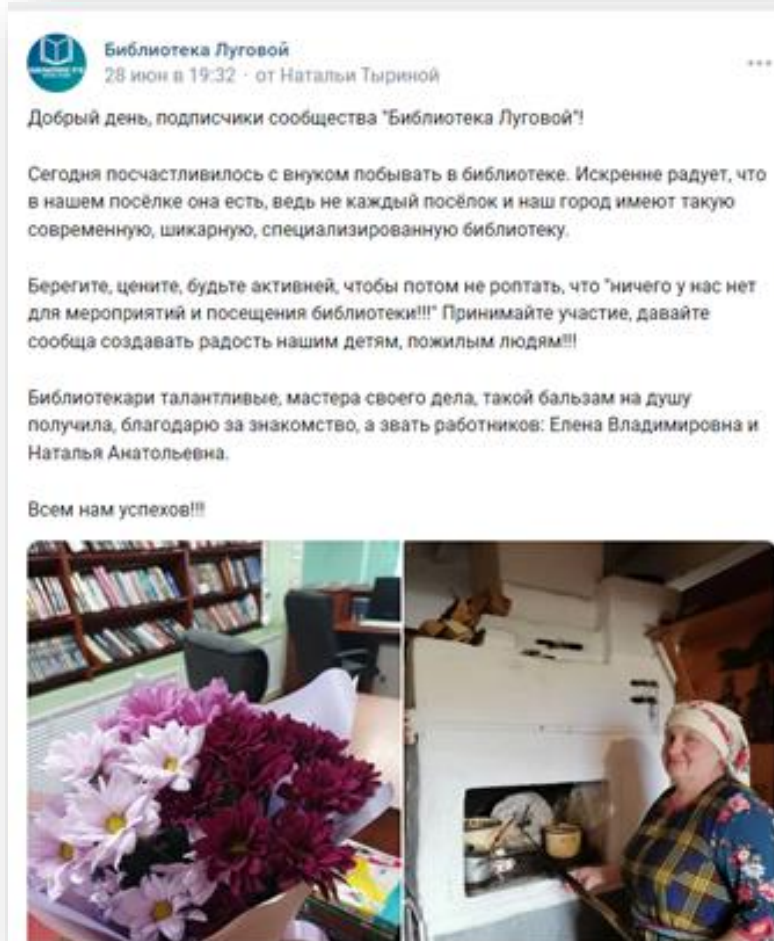 Библиотека Луговой
28 июн в 19:32 · от Натальи Тыриной
Добрый день, подписчики сообщества "Библиотека Луговой"!
Сегодня посчастливилось с внуком побывать в библиотеке. Искренне радует, что
в нашем посёлке она есть, ведь не каждый посёлок и наш город имеют такую
современную, шикарную, специализированную библиотеку.
Берегите, цените, будьте активней, чтобы потом не роптать, что "ничего у нас нет
для мероприятий и посещения библиотеки!!!" Принимайте участие, давайте
сообща создавать радость нашим детям, пожилым людям!!!
Библиотекари талантливые, мастера своего дела, такой бальзам на душу
получила, благодарю за знакомство, а звать работников: Елена Владимировна и
Наталья Анатольевна.
Всем нам успехов!!!